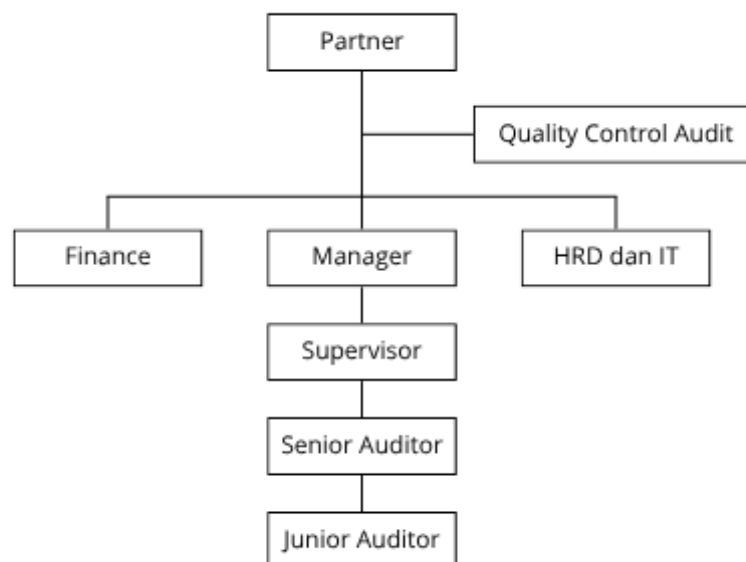 Partner
Quality Control Audit
Finance
Manager
HRD dan IT
Supervisor
Senior Auditor
Junior Auditor